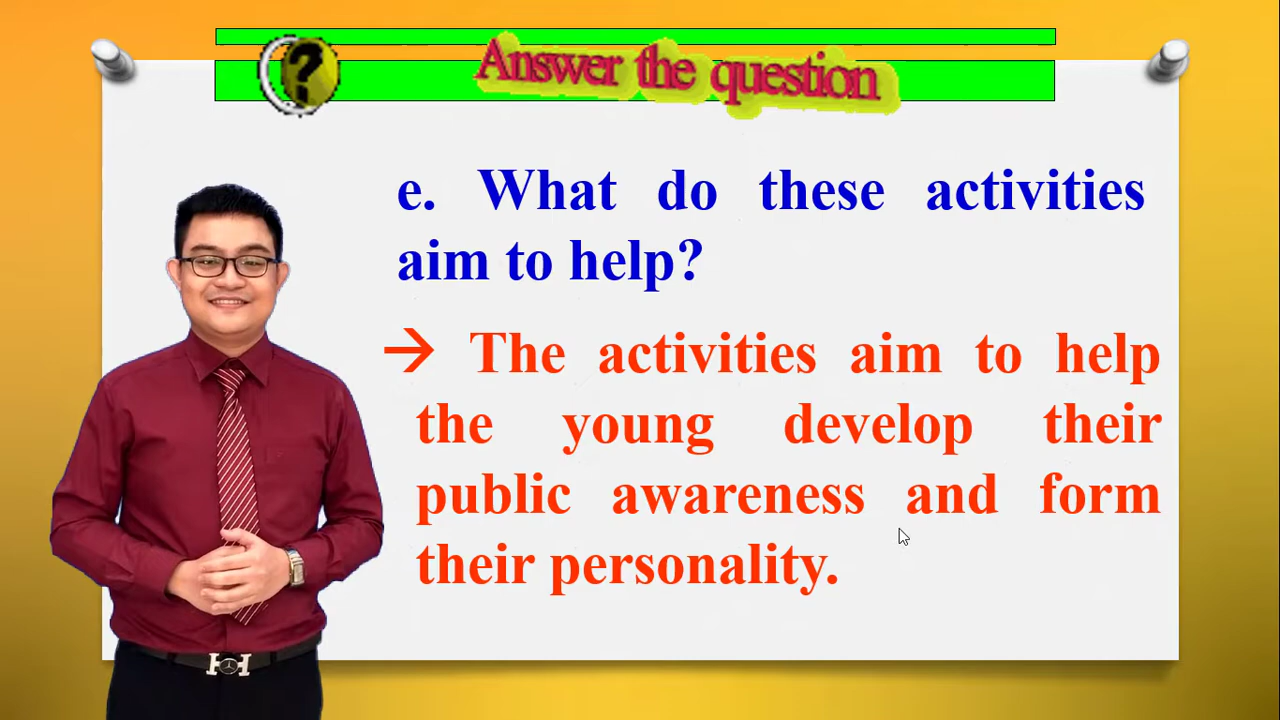 Answer the question
e. What do these activities
aim to help?
→ The activities aim to help
the young develop their
public awareness and form
their personality.